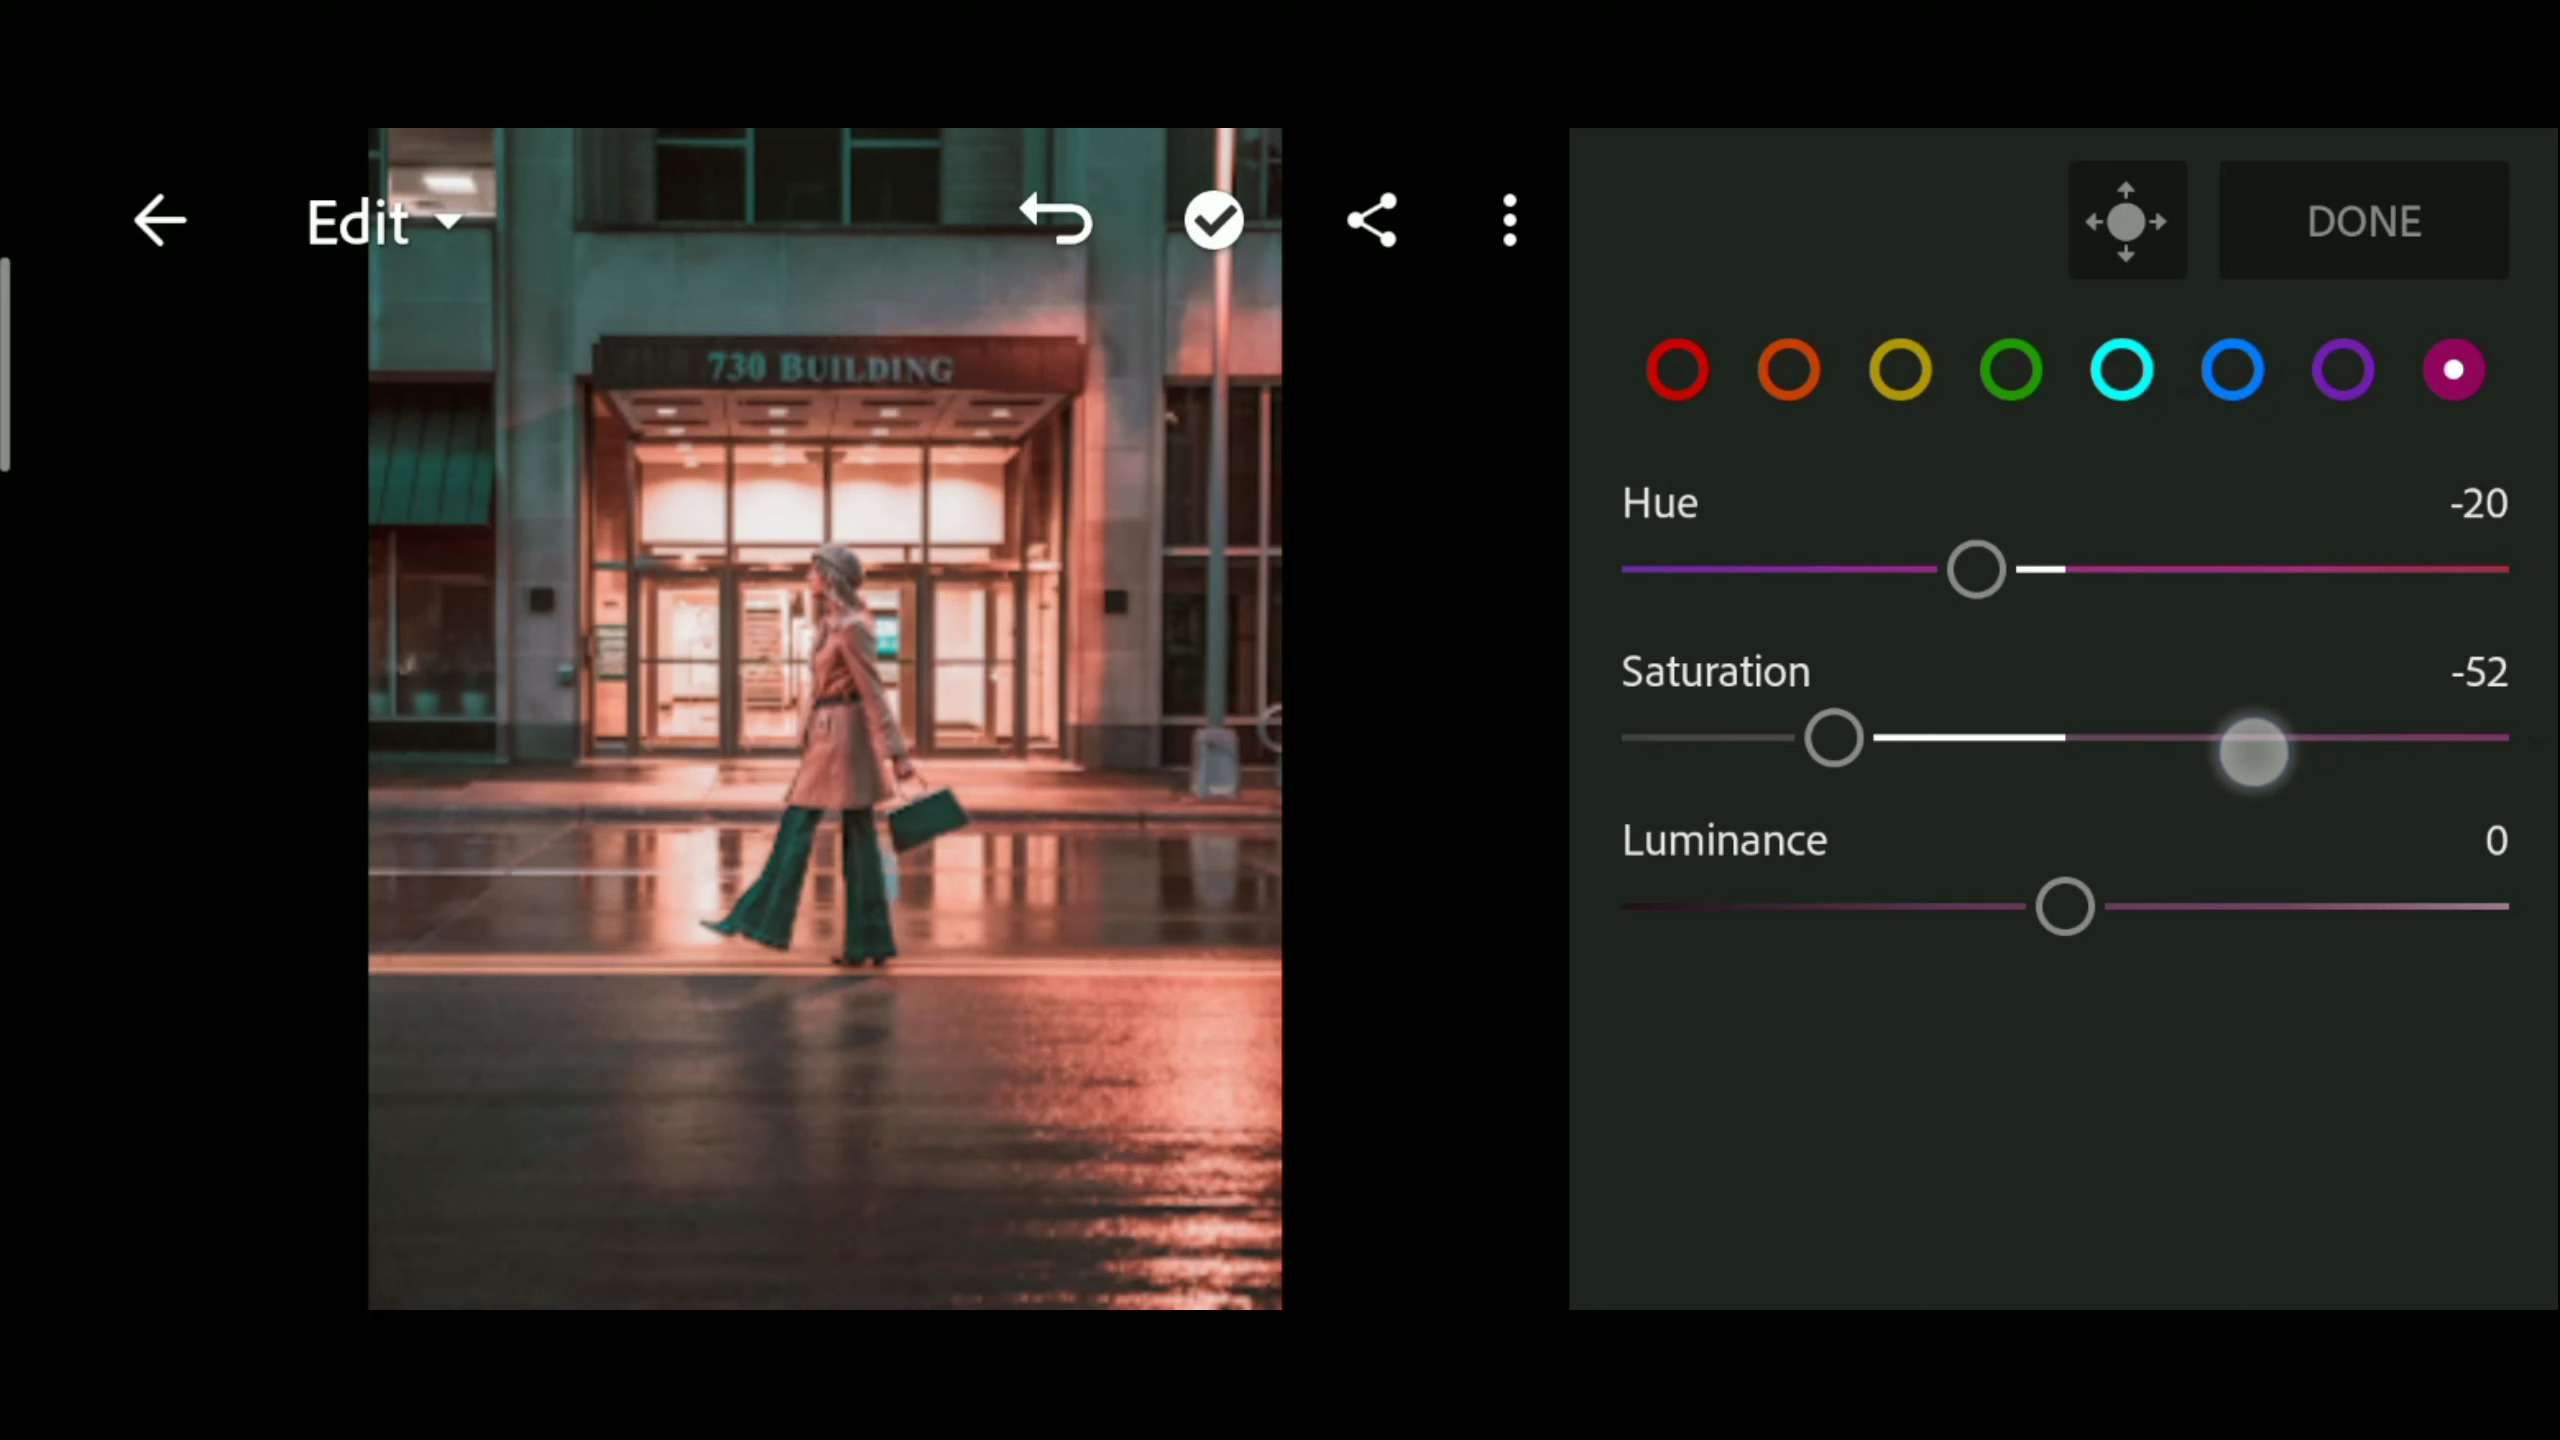 Edit
DONE
730 BUILDING
Hue -20
Saturation -52
Luminance 0